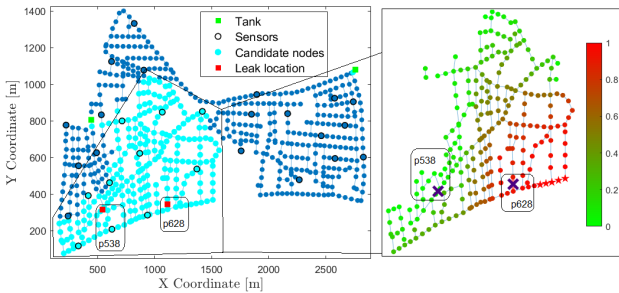 1400
1200
1000
800
600
400
200
Y Coordinate [m]
500
1000
1500
2000
2500
X Coordinate [m]
Tank
Sensors
Candidate nodes
Leak location
p538
p628
p538
p628
1
0.8
0.6
0.4
0.2
0